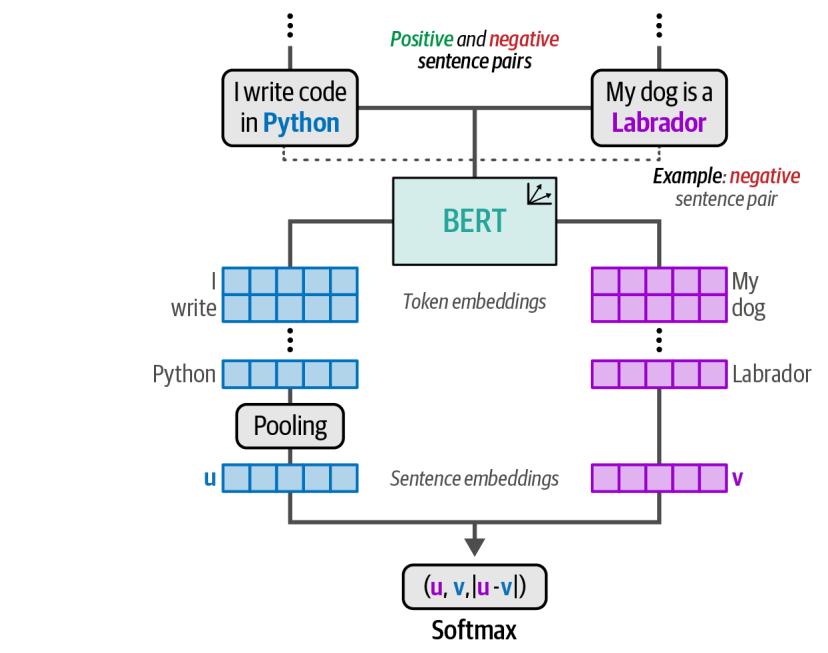 Positive and negative
sentence pairs
I write code
in Python
My dog is a
Labrador
Example: negative
sentence pair
BERT
I
write
Token embeddings
My
dog
Python
Labrador
Pooling
u
Sentence embeddings
v
(u, v,|u-v|)
Softmax